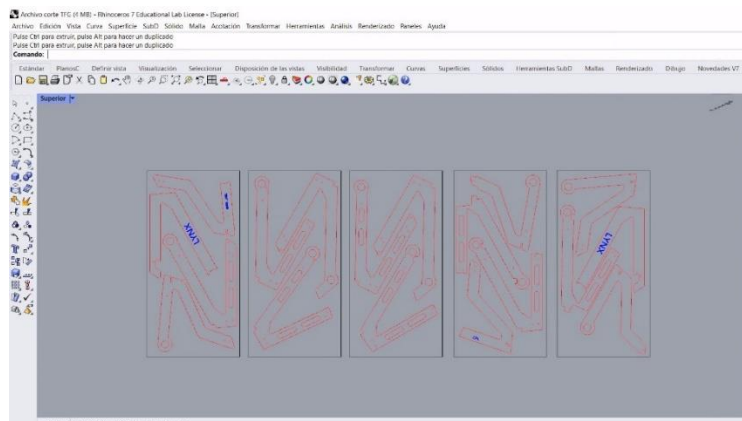 Archivo corte TFG (4 MB) - Rhinoceros 7 Educational Lab License - [Superior]
Archivo Edición Vista Curva Superficie SubD Sólido Malla Acotación Transformar Herramientas Análisis Renderizado Paneles Ayuda
Pulse Ctrl para extruir, pulse Alt para hacer un duplicado
Pulse Ctrl para extruir, pulse Alt para hacer un duplicado
Comando:
Estándar PlanosC Definir vista Visualización Seleccionar Disposición de las vistas Visibilidad Transformar Curvas Superficies Sólidos Herramientas SubD Mallas Renderizado Dibujo Novedades V7
Superior
LYNX
LYNX